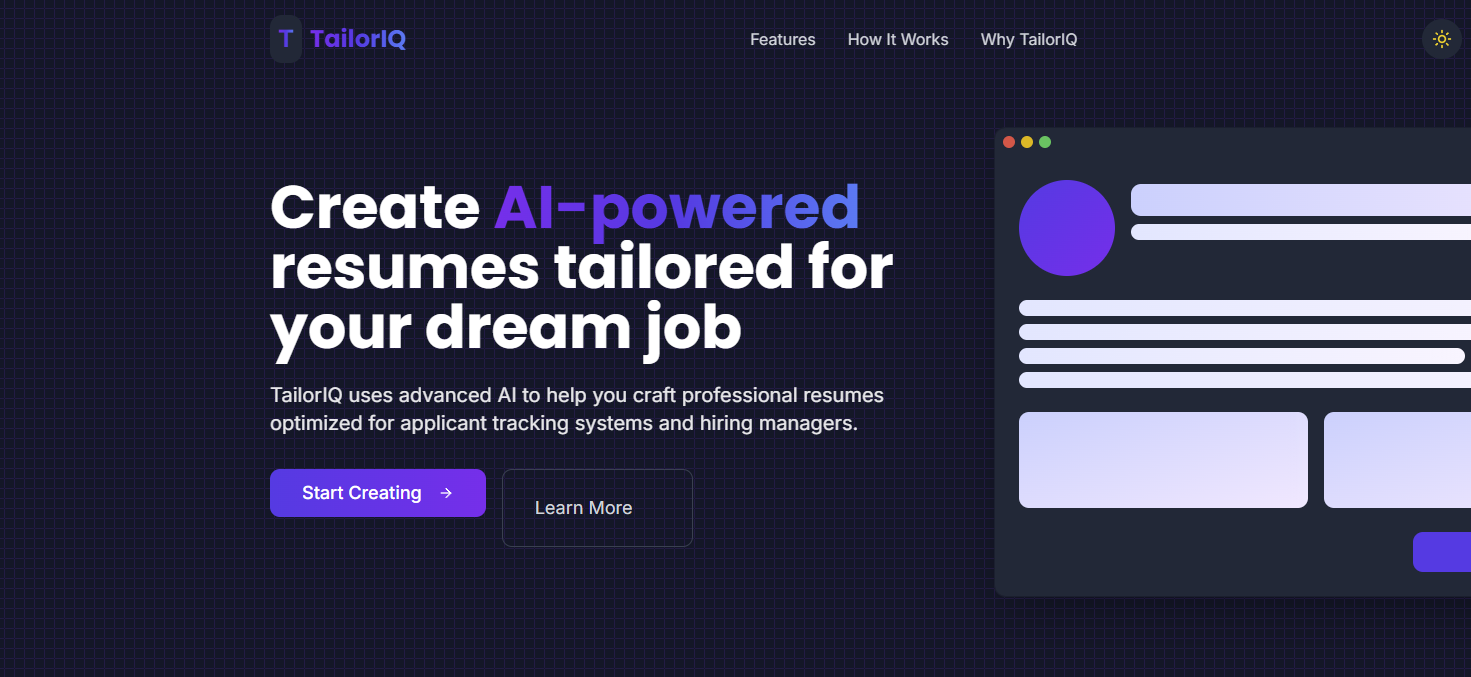 T TailorIQ
Features How It Works Why TailorIQ
Create AI-powered
resumes tailored for
your dream job
TailorIQ uses advanced AI to help you craft professional resumes
optimized for applicant tracking systems and hiring managers.
Start Creating →
Learn More